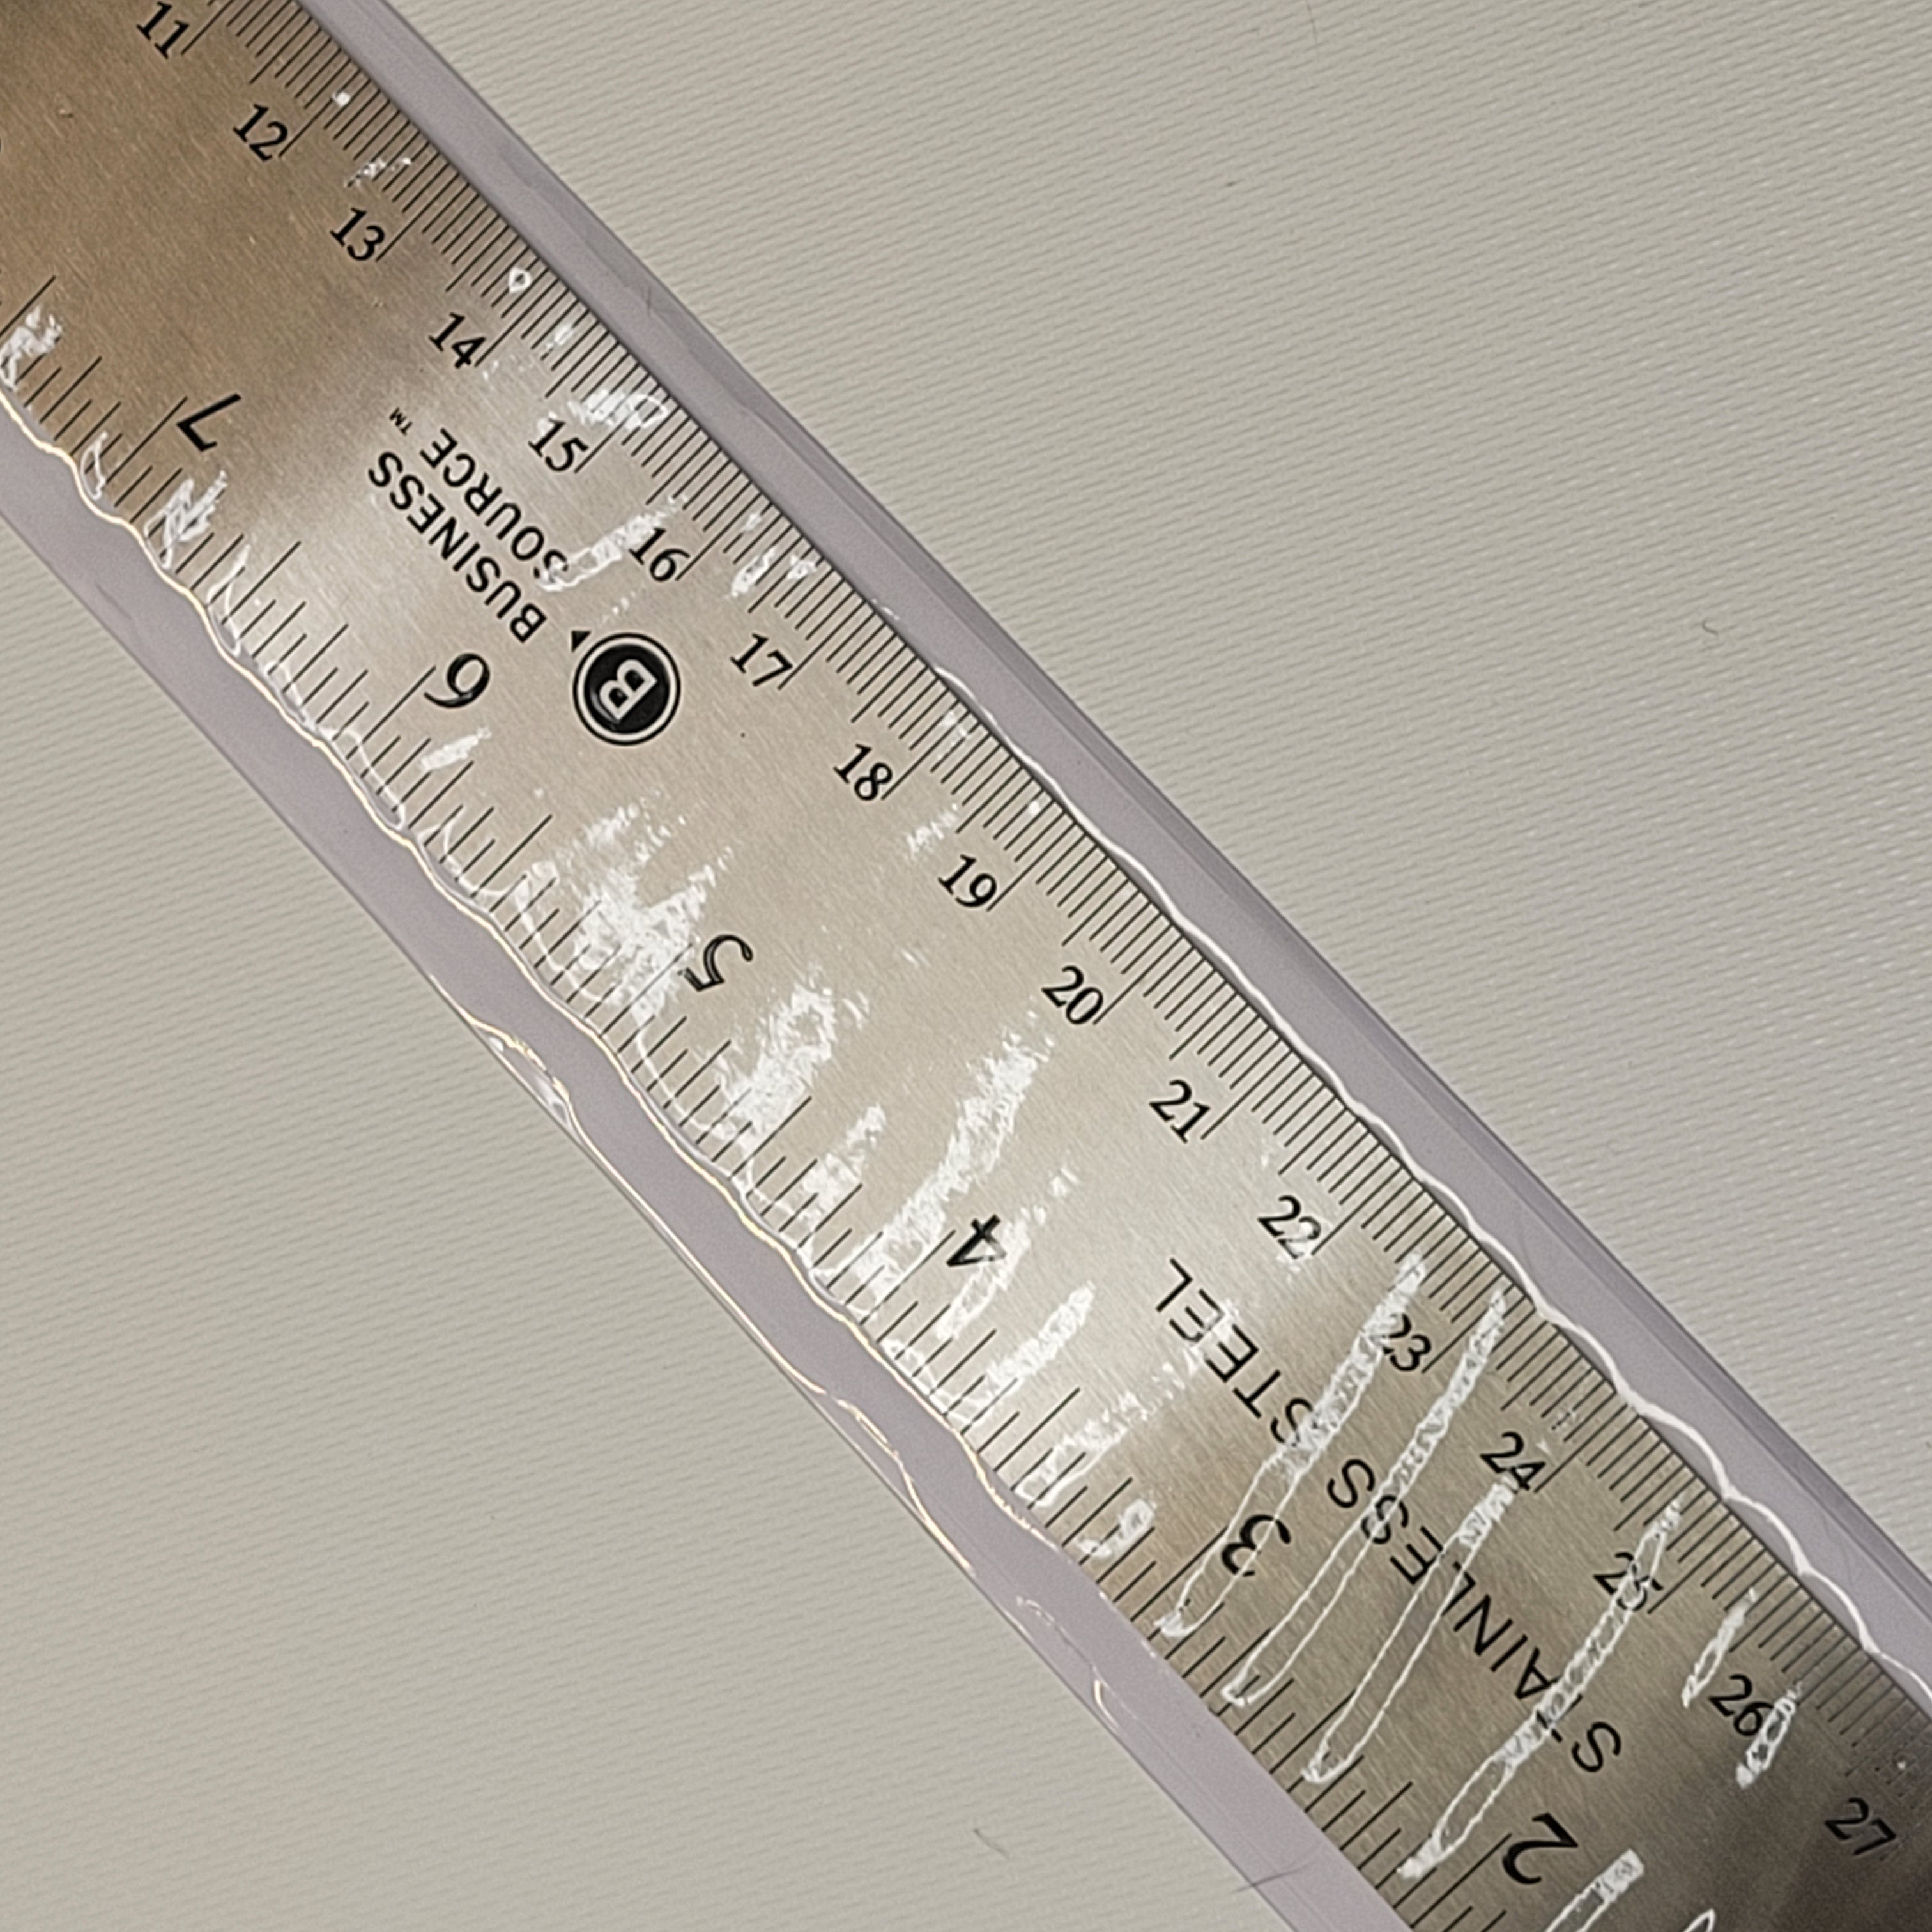 11 12 13 14 15 16 17 18 19 20 21 22 23 24 25 26 27
BUSINESS
SOURCE™
B
STAINLESS STEEL
2 3 4 5 6 7